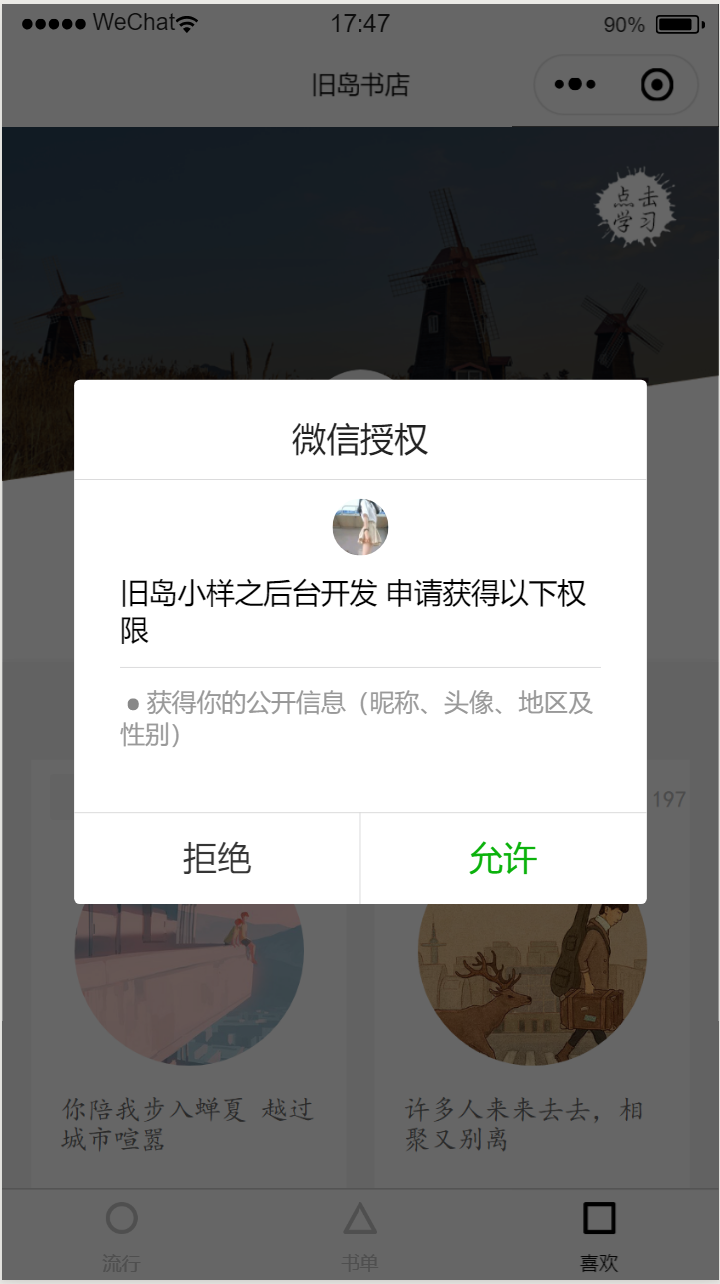 WeChat
17:47
90%
旧岛书店
点击
学习
微信授权
旧岛小样之后台开发 申请获得以下权
限
● 获得你的公开信息（昵称、头像、地区及
性别）
197
拒绝
允许
你陪我步入蝉夏 越过
城市喧嚣
许多人来来去去，相
聚又别离
流行
书单
喜欢